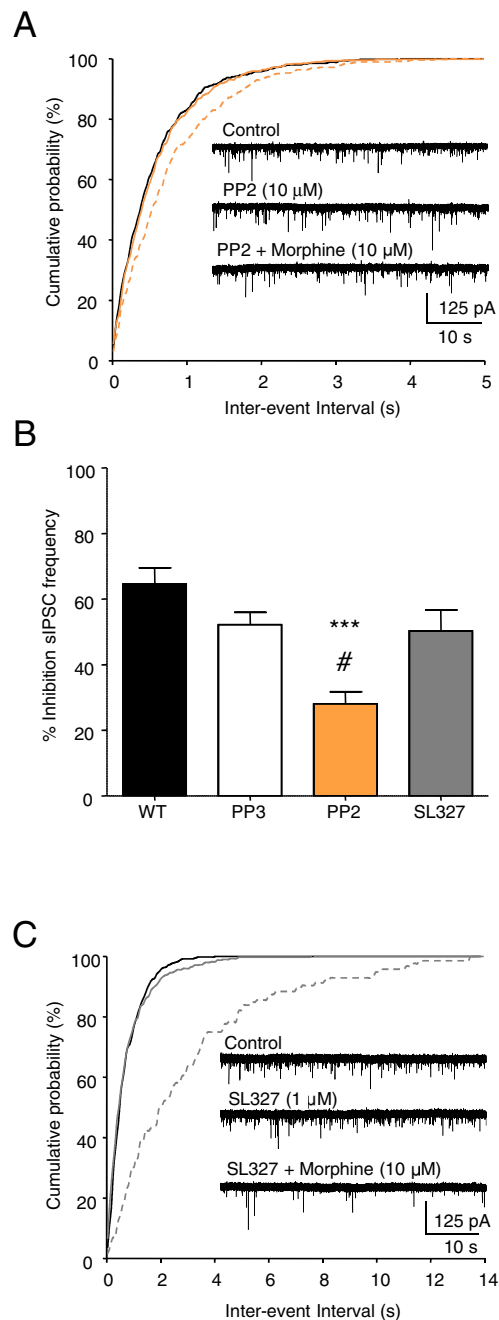 A
Cumulative probability (%)
100
80
60
40
20
0
Control
PP2 (10 µM)
PP2 + Morphine (10 µM)
125 pA
10 s
0 1 2 3 4 5
Inter-event Interval (s)
B
% Inhibition sIPSC frequency
100
80
60
40
20
0
***
#
WT PP3 PP2 SL327
C
Cumulative probability (%)
100
80
60
40
20
0
Control
SL327 (1 µM)
SL327 + Morphine (10 µM)
125 pA
10 s
0 2 4 6 8 10 12 14
Inter-event Interval (s)